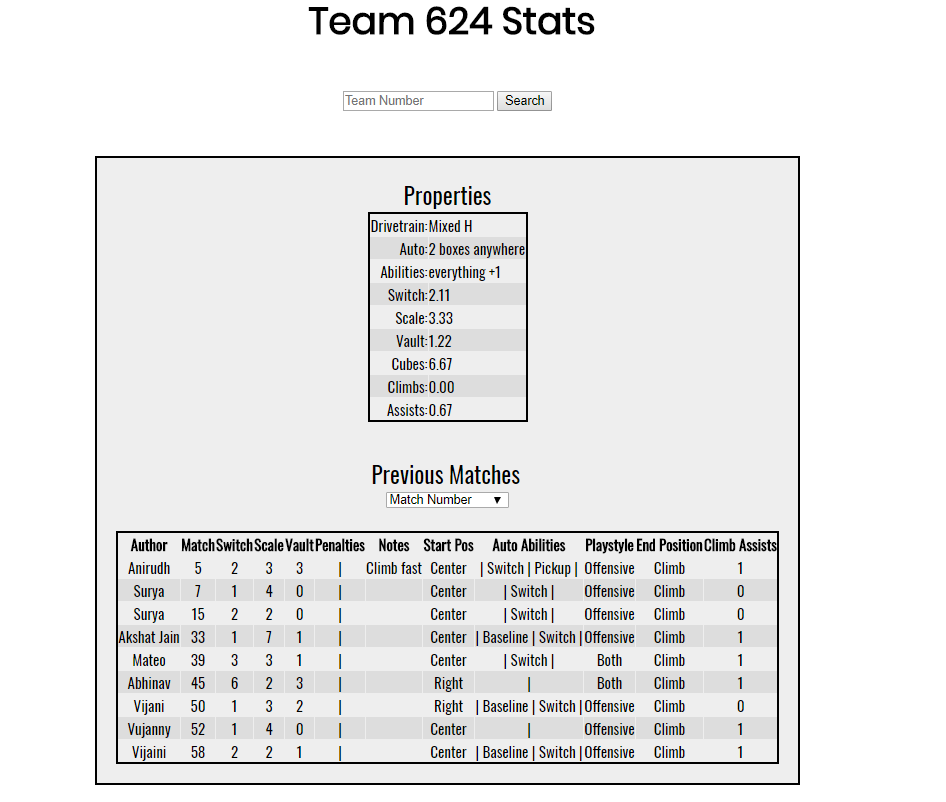 Team 624 Stats
Team Number Search
Properties
Drivetrain: Mixed H
Auto: 2 boxes anywhere
Abilities: everything +1
Switch: 2.11
Scale: 3.33
Vault: 1.22
Cubes: 6.67
Climbs: 0.00
Assists: 0.67
Previous Matches
Match Number ▼
Author Match Switch Scale Vault Penalties Notes Start Pos Auto Abilities Playstyle End Position Climb Assists
Anirudh 5 2 3 3 | Climb fast Center | Switch | Pickup | Offensive Climb 1
Surya 7 1 4 0 | Center | Switch | Offensive Climb 0
Surya 15 2 2 0 | Center | Switch | Offensive Climb 0
Akshat Jain 33 1 7 1 | Center | Baseline | Switch | Offensive Climb 1
Mateo 39 3 3 1 | Center | Switch | Both Climb 1
Abhinav 45 6 2 3 | Right | Both Climb 1
Vijani 50 1 3 2 | Right | Baseline | Switch | Offensive Climb 0
Vujanny 52 1 4 0 | Center | Offensive Climb 1
Vijaini 58 2 2 1 | Center | Baseline | Switch | Offensive Climb 1